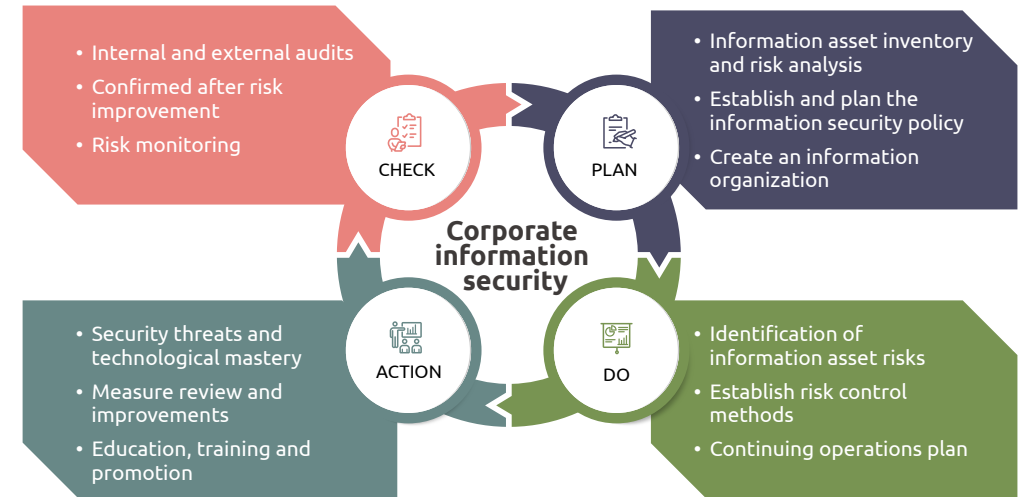 • Internal and external audits
• Confirmed after risk
improvement
• Risk monitoring
CHECK
• Information asset inventory
and risk analysis
• Establish and plan the
information security policy
• Create an information
organization
PLAN
Corporate
information
security
• Security threats and
technological mastery
• Measure review and
improvements
• Education, training and
promotion
ACTION
• Identification of
information asset risks
• Establish risk control
methods
• Continuing operations plan
DO